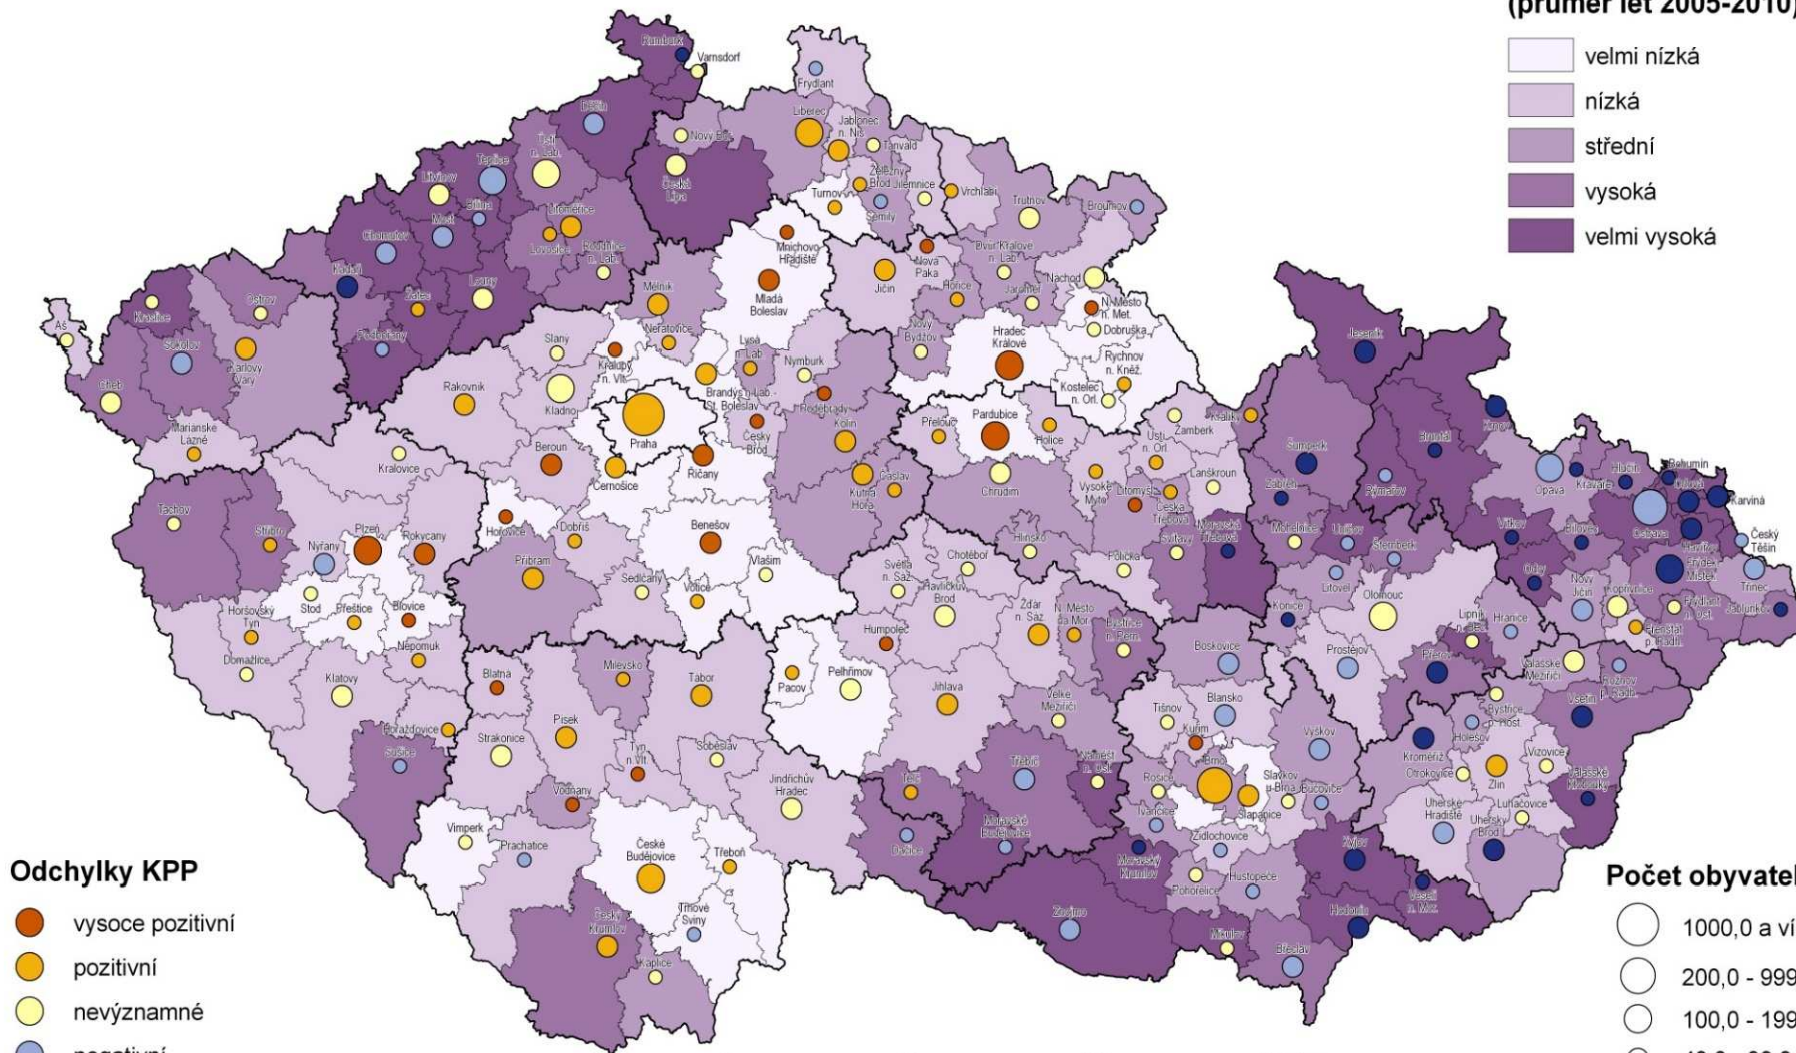 (průměr let 2005-2010)
velmi nízká
nízká
střední
vysoká
velmi vysoká
Rumburk
Varnsdorf
Frýdlant
Děčín
Liberec
Jablonec
n. Nis
Nový Bor
Tanvald
Ústí
n. Lab.
Teplice
Litvínov
Česká
Lípa
Železný
Brod
Jilemnice
Vrchlabí
Turnov
Semily
Trutnov
Broumov
Bílina
Most
Litoměřice
Lovosice
Roudnice
n. Lab.
Chomutov
Kadaň
Mnichovo
Hradiště
Nová
Paka
Dvůr Králové
n. Lab.
Náchod
Louny
Žatec
Mělník
Mladá
Boleslav
Jičín
Hořice
Jaroměř
N. Město
n. Met.
Ostrov
Kraslice
Aš
Podbořany
Neratovice
Dobruška
Sokolov
Karlovy
Vary
Slaný
Kralupy
n. Vlt.
Lysá
n. Lab
Nymburk
Nový
Bydžov
Hradec
Králové
Rychnov
n. Kněž.
Jeseník
Cheb
Rakovník
Kladno
Brandýs n.Lab.-
St. Boleslav
Poděbrady
Kostelec
n. Orl.
Mariánské
Lázně
Praha
Český
Brod
Kolín
Přelouč
Pardubice
Holice
Žamberk
Králíky
Krnov
Kralovice
Beroun
Černošice
Říčany
Kutná
Hora
Čáslav
Chrudim
Vysoké
Mýto
Ústí
n. Orl.
Lanškroun
Šumperk
Bruntál
Rýmařov
Opava
Kravaře
Hlučín
Bohumín
Orlová
Karviná
Litomyšl
Česká
Třebová
Zábřeh
Ostrava
Tachov
Stříbro
Plzeň
Rokycany
Nýřany
Hořovice
Dobříš
Benešov
Hlinsko
Svitavy
Moravská
Třebová
Mohelnice
Uničov
Šternberk
Vítkov
Bílovec
Havířov
Český
Těšín
Příbram
Sedlčany
Vlašim
Votice
Světlá
n. Sáz.
Chotěboř
Polička
Litovel
Odry
Frýdek
Místek
Třinec
Stod
Přeštice
Blovice
Havlíčkův
Brod
Konice
Olomouc
Nový
Jičín
Kopřivnice
Frýdlant
n. Ost.
Jablunkov
Horšovský
Týn
Nepomuk
Humpolec
Žďár
n. Sáz.
N. Město
na Mor.
Bystřice
n. Pern.
Lipník
n. Beč.
Hranice
Frenštát
p. Radh.
Domažlice
Klatovy
Blatná
Milevsko
Tábor
Pacov
Pelhřimov
Boskovice
Prostějov
Přerov
Valašské
Meziříčí
Rožnov
p. Radh.
Jihlava
Velké
Meziříčí
Blansko
Bystřice
p. Host.
Vsetín
Horažďovice
Písek
Tišnov
Holešov
Sušice
Strakonice
Týn
n. Vlt.
Soběslav
Kuřim
Vyškov
Kroměříž
Vizovice
Jindřichův
Hradec
Telč
Třebíč
Náměšť
n. Osl.
Rosice
Brno
Slavkov
u Brna
Bučovice
Otrokovice
Zlín
Valašské
Klobouky
Vodňany
Ivančice
Šlapanice
Uherské
Hradiště
Luhačovice
Uherský
Brod
Vimperk
Prachatice
České
Budějovice
Třeboň
Dačice
Moravské
Budějovice
Židlochovice
Moravský
Krumlov
Kyjov
Pohořelice
Hustopeče
Veselí
n. Mor.
Trhové
Sviny
Český
Krumlov
Znojmo
Hodonín
Mikulov
Břeclav
Kaplice
Odchylky KPP
vysoce pozitivní
pozitivní
nevýznamné
negativní
Počet obyvatel
1000,0 a ví
200,0 - 999
100,0 - 199